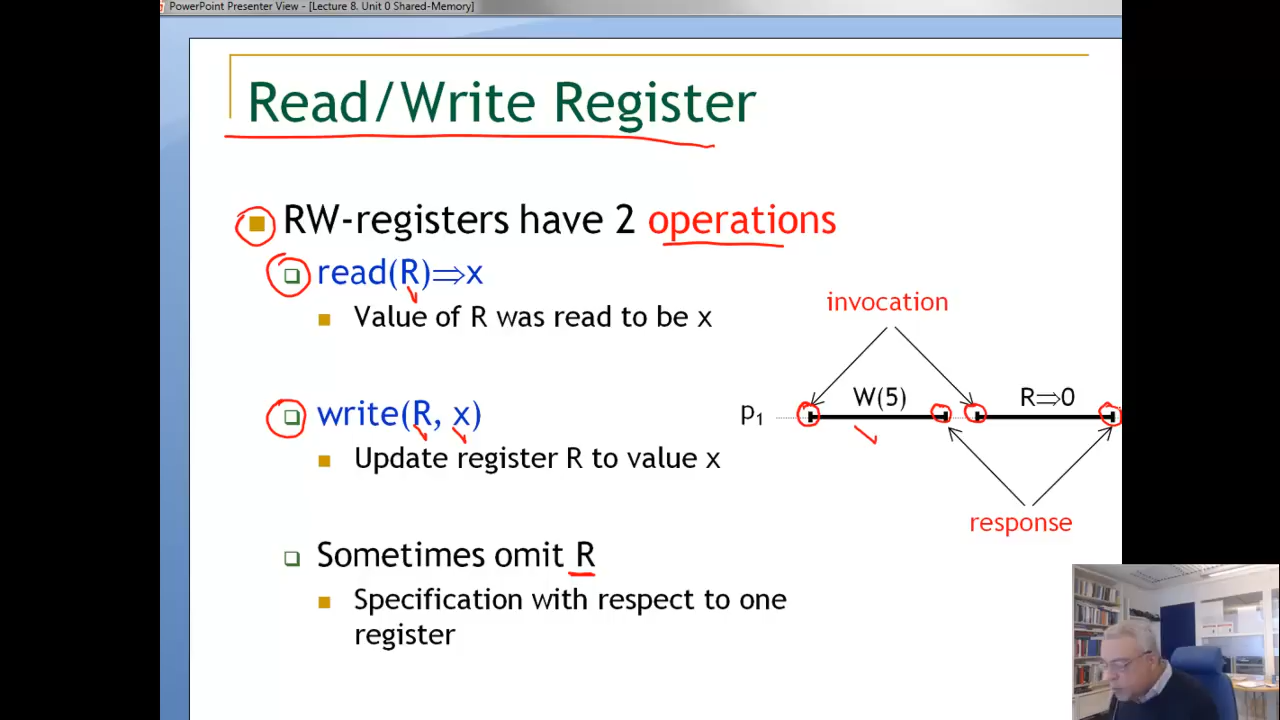 PowerPoint Presenter View - [Lecture 8. Unit 0 Shared-Memory]
Read/Write Register
RW-registers have 2 operations
read(R)⇒x
Value of R was read to be x
write(R, x)
Update register R to value x
Sometimes omit R
Specification with respect to one
register
invocation
p1
W(5)
R⇒0
response